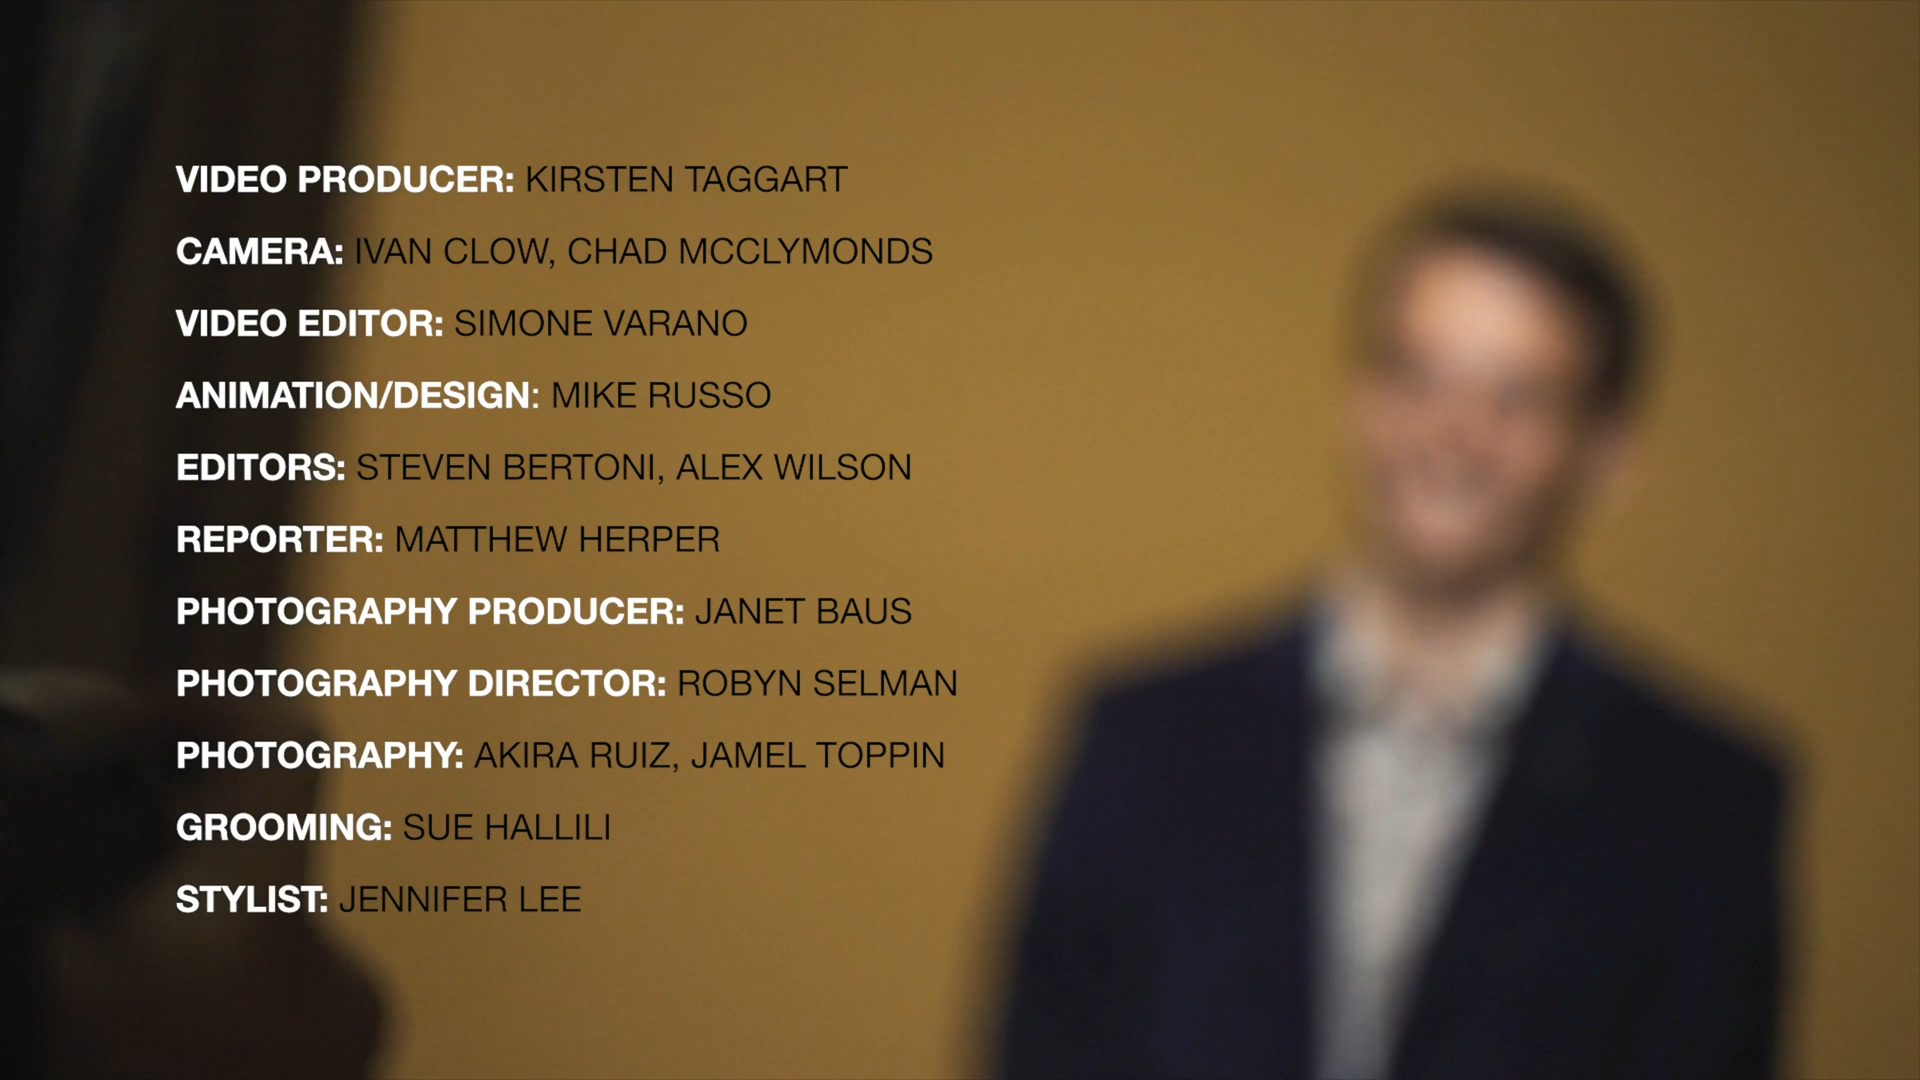 VIDEO PRODUCER: KIRSTEN TAGGART
CAMERA: IVAN CLOW, CHAD MCCLYMONDS
VIDEO EDITOR: SIMONE VARANO
ANIMATION/DESIGN: MIKE RUSSO
EDITORS: STEVEN BERTONI, ALEX WILSON
REPORTER: MATTHEW HERPER
PHOTOGRAPHY PRODUCER: JANET BAUS
PHOTOGRAPHY DIRECTOR: ROBYN SELMAN
PHOTOGRAPHY: AKIRA RUIZ, JAMEL TOPPIN
GROOMING: SUE HALLILI
STYLIST: JENNIFER LEE